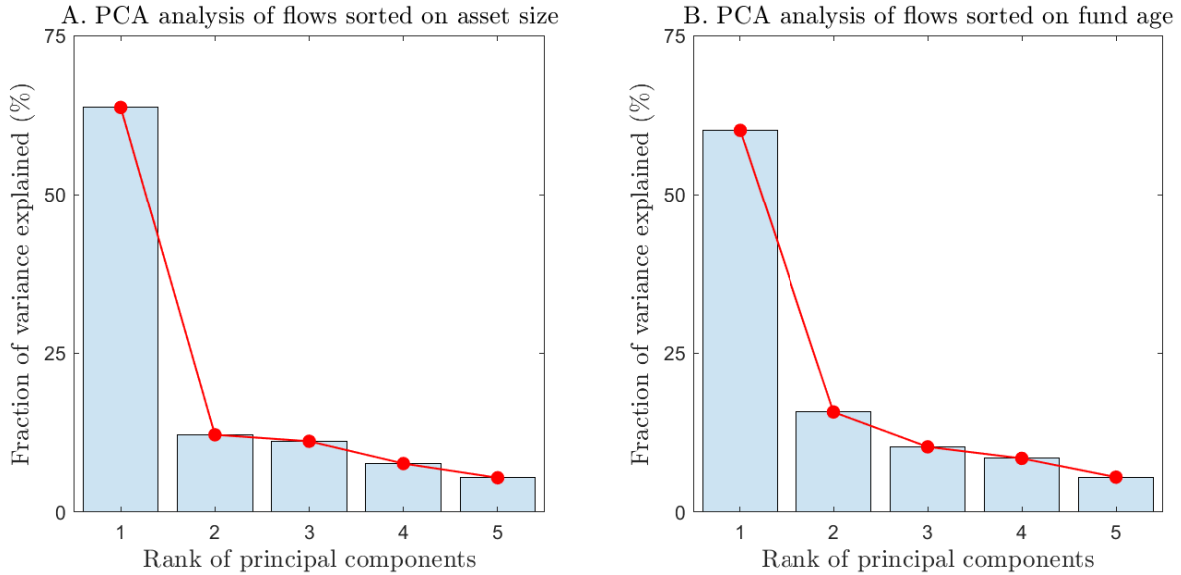 A. PCA analysis of flows sorted on asset size
75
50
25
0
Fraction of variance explained (%)
1 2 3 4 5
Rank of principal components
B. PCA analysis of flows sorted on fund age
75
50
25
0
Fraction of variance explained (%)
1 2 3 4 5
Rank of principal components